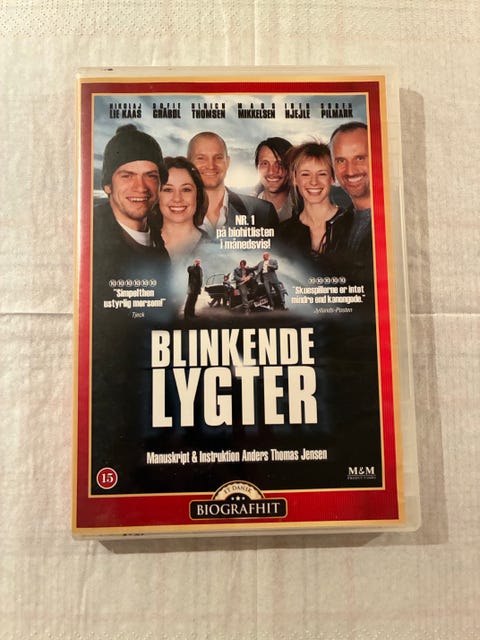 NIKOLAJ SOFIE ULRICH MADS IBEN SØREN
LIE KAAS GRÅBØL THOMSEN MIKKELSEN HJEJLE PILMARK
NR. 1
på biohitlisten
i månedsvis!
"Simpelthen
ustyrlig morsom!"
Tjeck
"Skuespillerne er intet
mindre end kanongode."
Jyllands-Posten
BLINKENDE
LYGTER
Manuskript & Instruktion Anders Thomas Jensen
15
M&M
PRODUCTIONS
ET DANSK
BIOGRAFHIT